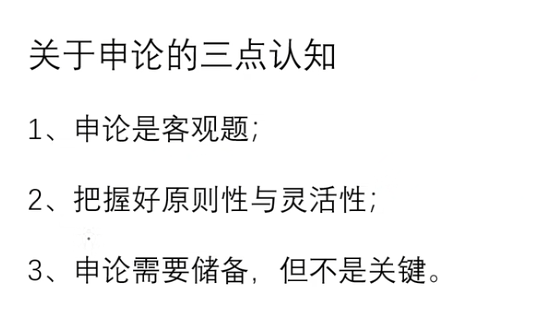 关于申论的三点认知
1、申论是客观题；
2、把握好原则性与灵活性；
3、申论需要储备，但不是关键。